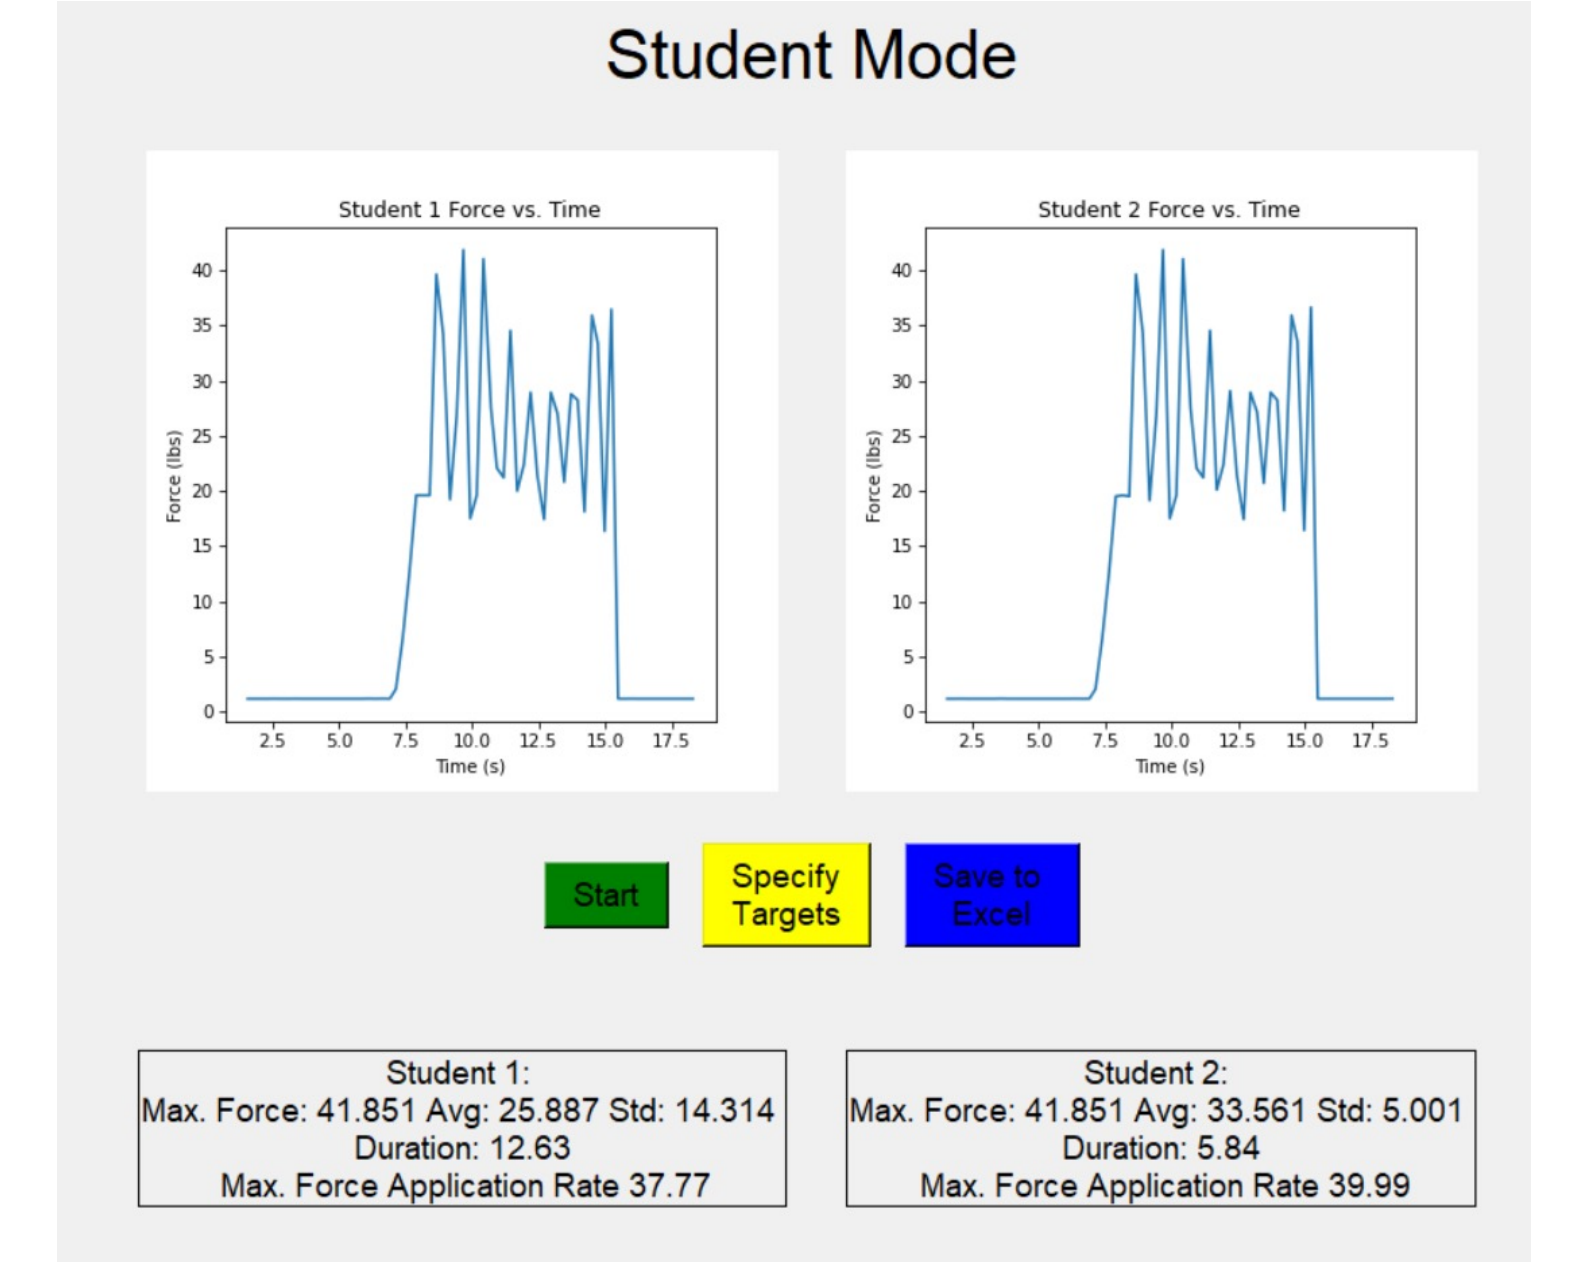 Student Mode
Student 1 Force vs. Time
40
35
30
25
20
15
10
5
0
Force (lbs)
2.5 5.0 7.5 10.0 12.5 15.0 17.5
Time (s)
Student 2 Force vs. Time
40
35
30
25
20
15
10
5
0
Force (lbs)
2.5 5.0 7.5 10.0 12.5 15.0 17.5
Time (s)
Start
Specify
Targets
Save to
Excel
Student 1:
Max. Force: 41.851 Avg: 25.887 Std: 14.314
Duration: 12.63
Max. Force Application Rate 37.77
Student 2:
Max. Force: 41.851 Avg: 33.561 Std: 5.001
Duration: 5.84
Max. Force Application Rate 39.99